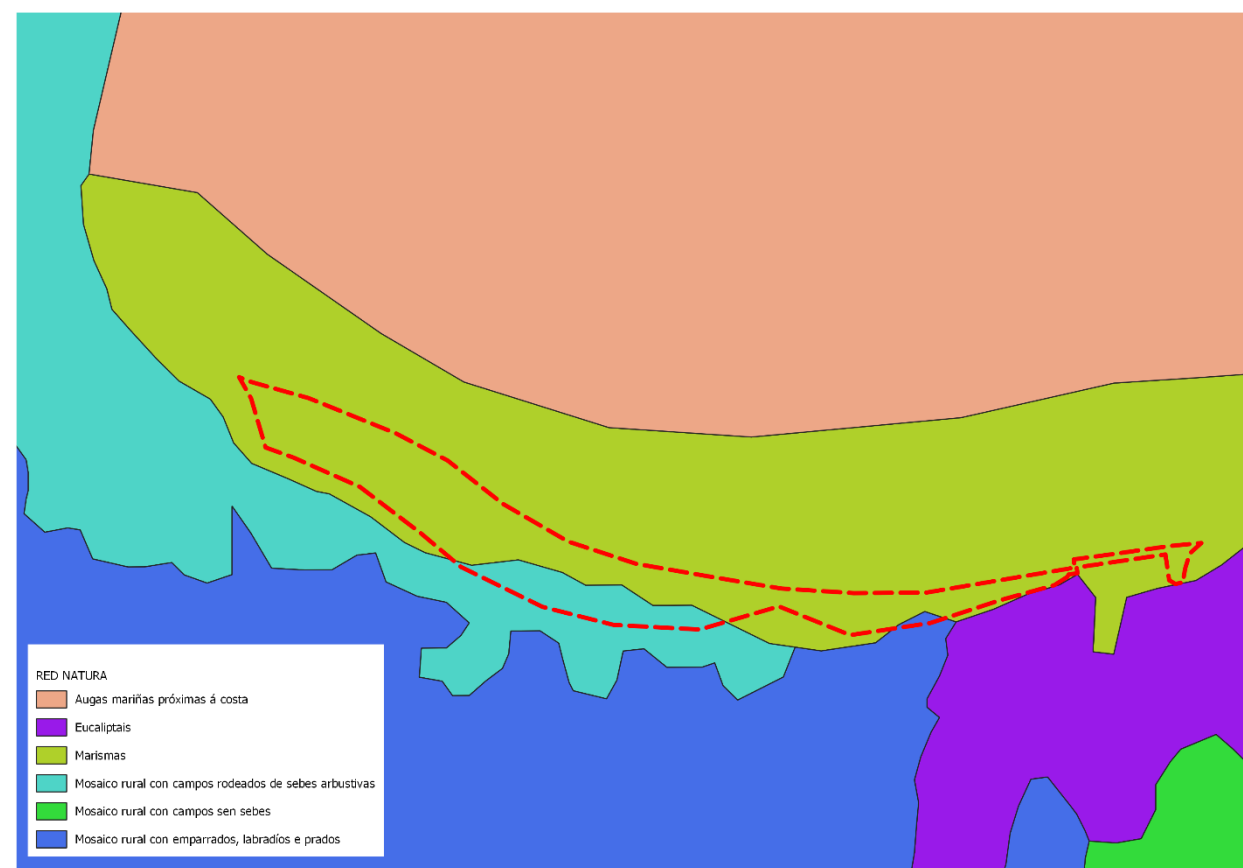 RED NATURA
Augas mariñas próximas á costa
Eucaliptais
Marismas
Mosaico rural con campos rodeados de sebes arbustivas
Mosaico rural con campos sen sebes
Mosaico rural con emparrados, labradíos e prados